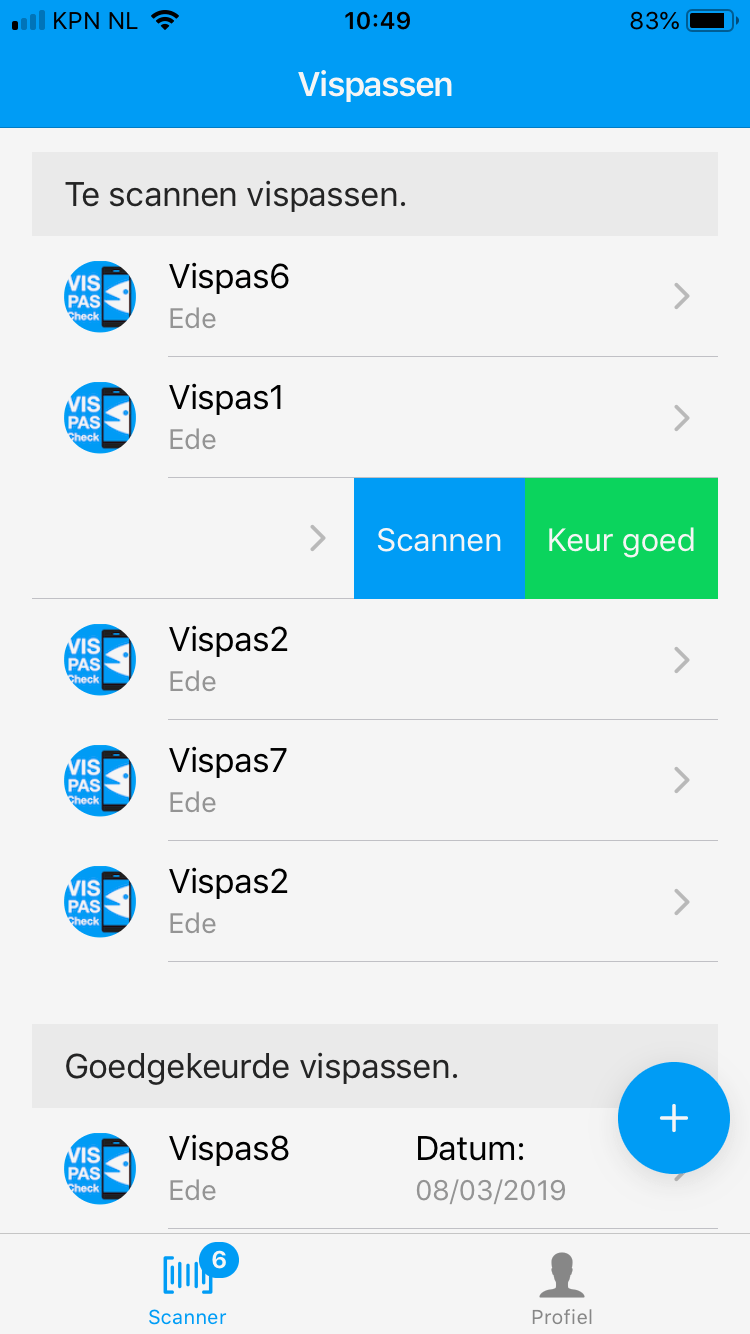 KPN NL 10:49 83%
Vispassen
Te scannen vispassen.
VIS PAS Check
Vispas6
Ede
VIS PAS Check
Vispas1
Ede
Scannen Keur goed
VIS PAS Check
Vispas2
Ede
VIS PAS Check
Vispas7
Ede
VIS PAS Check
Vispas2
Ede
Goedgekeurde vispassen.
+
VIS PAS Check
Vispas8 Datum:
Ede 08/03/2019
6
Scanner Profiel